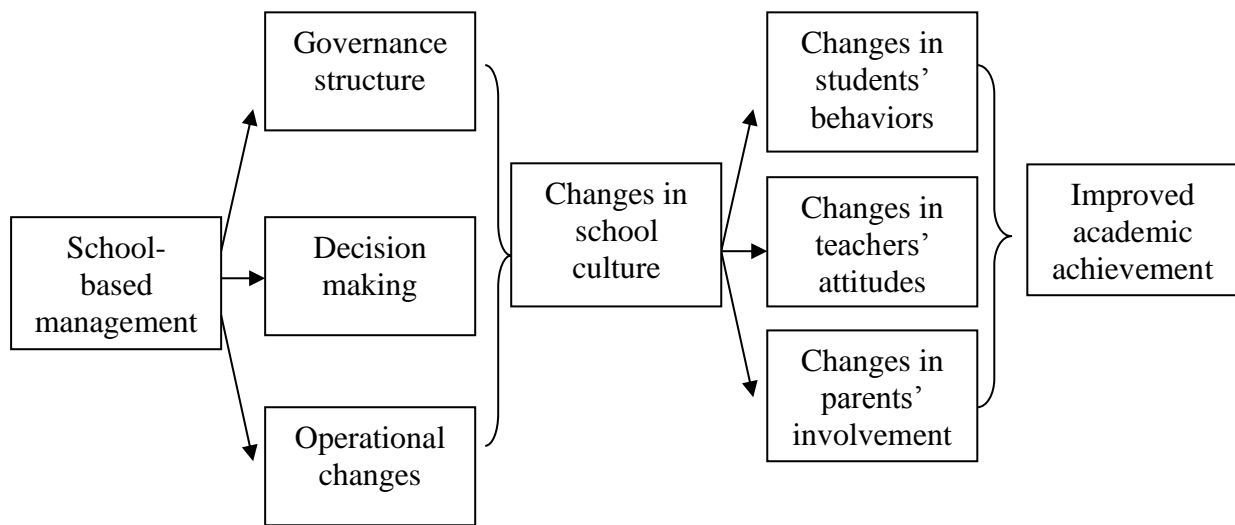 School-
based
management
Governance
structure
Decision
making
Operational
changes
Changes in
school
culture
Changes in
students’
behaviors
Changes in
teachers’
attitudes
Changes in
parents’
involvement
Improved
academic
achievement